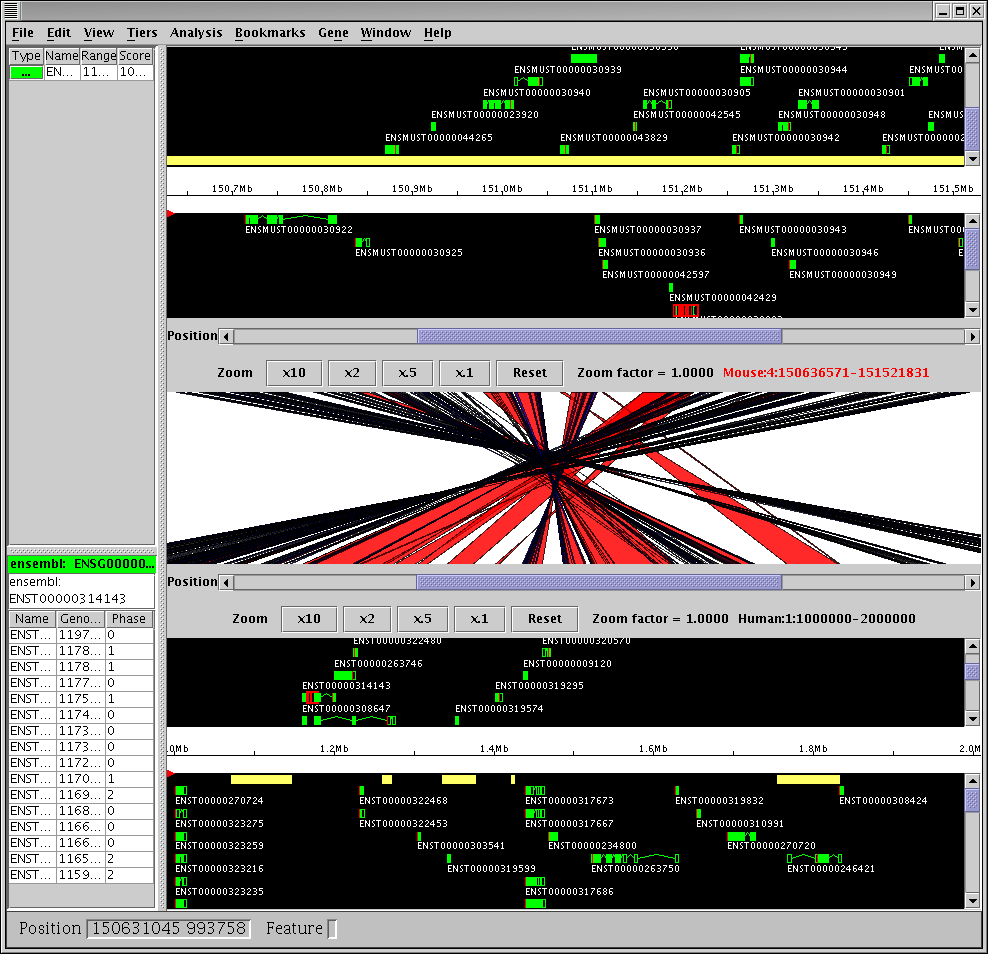 File Edit View Tiers Analysis Bookmarks Gene Window Help
Type Name Range Score
... EN... 11... 10...
ENSMUST00000030939
ENSMUST00000030944
ENSMUST00000030940
ENSMUST00000030905
ENSMUST00000030901
ENSMUST00000023920
ENSMUST00000042545
ENSMUST00000030948
ENSMUST00000044265
ENSMUST00000043829
ENSMUST00000030942
ENSMUST000000002
150,7Mb 150,8Mb 150,9Mb 151,0Mb 151,1Mb 151,2Mb 151,3Mb 151,4Mb 151,5Mb
ENSMUST00000030922
ENSMUST00000030937
ENSMUST00000030943
ENSMUST000
ENSMUST00000030925
ENSMUST00000030936
ENSMUST00000030946
E
ENSMUST00000042597
ENSMUST00000030949
ENSMUST00000042429
Position
Zoom x10 x2 x.5 x.1 Reset Zoom factor = 1.0000 Mouse:4:150636571-151521831
Position
Zoom x10 x2 x.5 x.1 Reset Zoom factor = 1.0000 Human:1:1000000-2000000
ensembl: ENSG00000...
ensembl:
ENST00000314143
Name Geno... Phase
ENST... 1197... 0
ENST... 1178... 1
ENST... 1178... 1
ENST... 1177... 0
ENST... 1175... 1
ENST... 1174... 0
ENST... 1173... 0
ENST... 1173... 0
ENST... 1172... 0
ENST... 1170... 1
ENST... 1169... 2
ENST... 1168... 0
ENST... 1166... 0
ENST... 1166... 0
ENST... 1165... 2
ENST... 1159... 2
ENST00000322480
ENST00000320570
ENST00000263746
ENST00000009120
ENST00000314143
ENST00000319295
ENST00000308647
ENST00000319574
.0Mb 1.2Mb 1.4Mb 1.6Mb 1.8Mb 2.0M
ENST00000270724
ENST00000322468
ENST00000317673
ENST00000319832
ENST00000308424
ENST00000323275
ENST00000322453
ENST00000317667
ENST00000310991
ENST00000323259
ENST00000303541
ENST00000234800
ENST00000270720
ENST00000323216
ENST00000319599
ENST00000263750
ENST00000246421
ENST00000323235
ENST00000317686
Position 150631045 993758 Feature